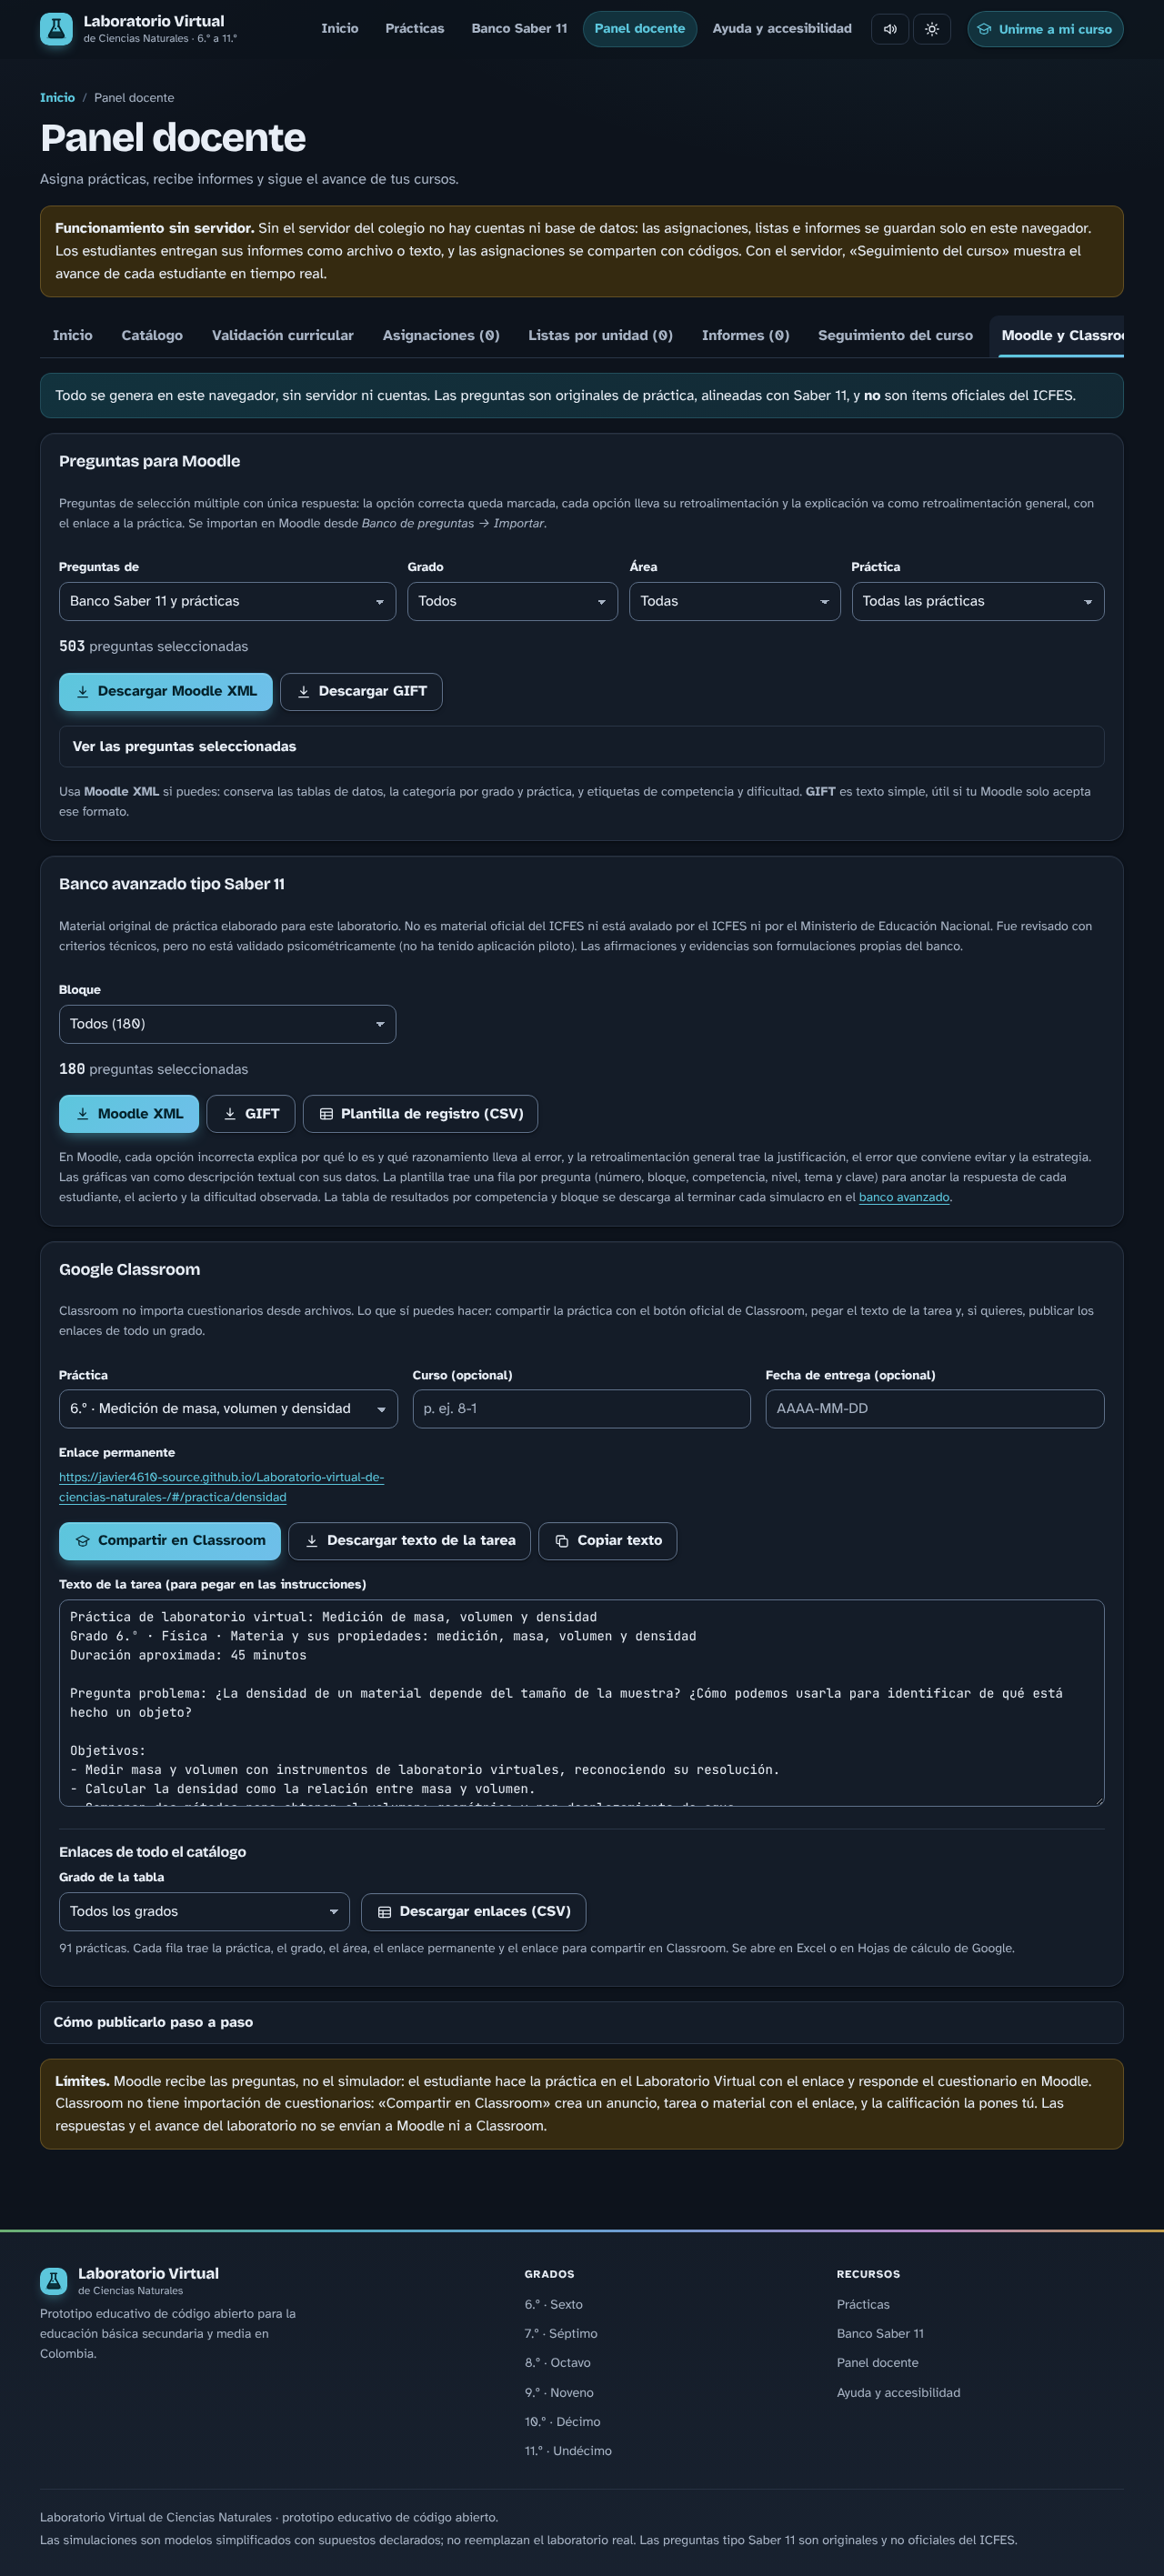 Laboratorio Virtual
de Ciencias Naturales · 6.° a 11.°
Inicio
Prácticas
Banco Saber 11
Panel docente
Ayuda y accesibilidad
Unirme a mi curso
Inicio / Panel docente
Panel docente
Asigna prácticas, recibe informes y sigue el avance de tus cursos.
Funcionamiento sin servidor. Sin el servidor del colegio no hay cuentas ni base de datos: las asignaciones, listas e informes se guardan solo en este navegador.
Los estudiantes entregan sus informes como archivo o texto, y las asignaciones se comparten con códigos. Con el servidor, «Seguimiento del curso» muestra el
avance de cada estudiante en tiempo real.
Inicio
Catálogo
Validación curricular
Asignaciones (0)
Listas por unidad (0)
Informes (0)
Seguimiento del curso
Moodle y Classroo
Todo se genera en este navegador, sin servidor ni cuentas. Las preguntas son originales de práctica, alineadas con Saber 11, y no son ítems oficiales del ICFES.
Preguntas para Moodle
Preguntas de selección múltiple con única respuesta: la opción correcta queda marcada, cada opción lleva su retroalimentación y la explicación va como retroalimentación general, con
el enlace a la práctica. Se importan en Moodle desde Banco de preguntas → Importar.
Preguntas de
Grado
Área
Práctica
Banco Saber 11 y prácticas
Todos
Todas
Todas las prácticas
503 preguntas seleccionadas
Descargar Moodle XML
Descargar GIFT
Ver las preguntas seleccionadas
Usa Moodle XML si puedes: conserva las tablas de datos, la categoría por grado y práctica, y etiquetas de competencia y dificultad. GIFT es texto simple, útil si tu Moodle solo acepta
ese formato.
Banco avanzado tipo Saber 11
Material original de práctica elaborado para este laboratorio. No es material oficial del ICFES ni está avalado por el ICFES ni por el Ministerio de Educación Nacional. Fue revisado con
criterios técnicos, pero no está validado psicométricamente (no ha tenido aplicación piloto). Las afirmaciones y evidencias son formulaciones propias del banco.
Bloque
Todos (180)
180 preguntas seleccionadas
Moodle XML
GIFT
Plantilla de registro (CSV)
En Moodle, cada opción incorrecta explica por qué lo es y qué razonamiento lleva al error, y la retroalimentación general trae la justificación, el error que conviene evitar y la estrategia.
Las gráficas van como descripción textual con sus datos. La plantilla trae una fila por pregunta (número, bloque, competencia, nivel, tema y clave) para anotar la respuesta de cada
estudiante, el acierto y la dificultad observada. La tabla de resultados por competencia y bloque se descarga al terminar cada simulacro en el banco avanzado.
Google Classroom
Classroom no importa cuestionarios desde archivos. Lo que sí puedes hacer: compartir la práctica con el botón oficial de Classroom, pegar el texto de la tarea y, si quieres, publicar los
enlaces de todo un grado.
Práctica
Curso (opcional)
Fecha de entrega (opcional)
6.° · Medición de masa, volumen y densidad
p. ej. 8-1
AAAA-MM-DD
Enlace permanente
https://javier4610-source.github.io/Laboratorio-virtual-de-
ciencias-naturales-/#/practica/densidad
Compartir en Classroom
Descargar texto de la tarea
Copiar texto
Texto de la tarea (para pegar en las instrucciones)
Práctica de laboratorio virtual: Medición de masa, volumen y densidad
Grado 6.° · Física · Materia y sus propiedades: medición, masa, volumen y densidad
Duración aproximada: 45 minutos
Pregunta problema: ¿La densidad de un material depende del tamaño de la muestra? ¿Cómo podemos usarla para identificar de qué está
hecho un objeto?
Objetivos:
- Medir masa y volumen con instrumentos de laboratorio virtuales, reconociendo su resolución.
- Calcular la densidad como la relación entre masa y volumen.
Enlaces de todo el catálogo
Grado de la tabla
Todos los grados
Descargar enlaces (CSV)
91 prácticas. Cada fila trae la práctica, el grado, el área, el enlace permanente y el enlace para compartir en Classroom. Se abre en Excel o en Hojas de cálculo de Google.
Cómo publicarlo paso a paso
Límites. Moodle recibe las preguntas, no el simulador: el estudiante hace la práctica en el Laboratorio Virtual con el enlace y responde el cuestionario en Moodle.
Classroom no tiene importación de cuestionarios: «Compartir en Classroom» crea un anuncio, tarea o material con el enlace, y la calificación la pones tú. Las
respuestas y el avance del laboratorio no se envían a Moodle ni a Classroom.
Laboratorio Virtual
de Ciencias Naturales
Prototipo educativo de código abierto para la
educación básica secundaria y media en
Colombia.
GRADOS
6.° · Sexto
7.° · Séptimo
8.° · Octavo
9.° · Noveno
10.° · Décimo
11.° · Undécimo
RECURSOS
Prácticas
Banco Saber 11
Panel docente
Ayuda y accesibilidad
Laboratorio Virtual de Ciencias Naturales · prototipo educativo de código abierto.
Las simulaciones son modelos simplificados con supuestos declarados; no reemplazan el laboratorio real. Las preguntas tipo Saber 11 son originales y no oficiales del ICFES.